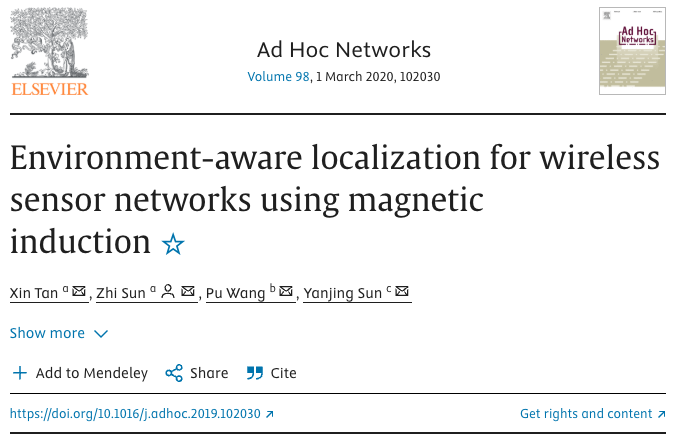 ELSEVIER
Ad Hoc Networks
Volume 98, 1 March 2020, 102030
Ad Hoc
Networks
Environment-aware localization for wireless
sensor networks using magnetic
induction
Xin Tan a, Zhi Sun a, Pu Wang b, Yanjing Sun c
Show more
Add to Mendeley Share Cite
https://doi.org/10.1016/j.adhoc.2019.102030 Get rights and content